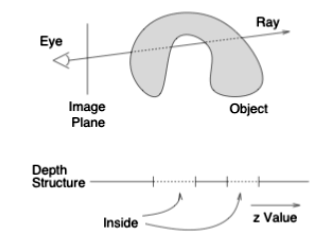 Eye
Ray
Image
Plane
Object
Depth
Structure
Inside
z Value